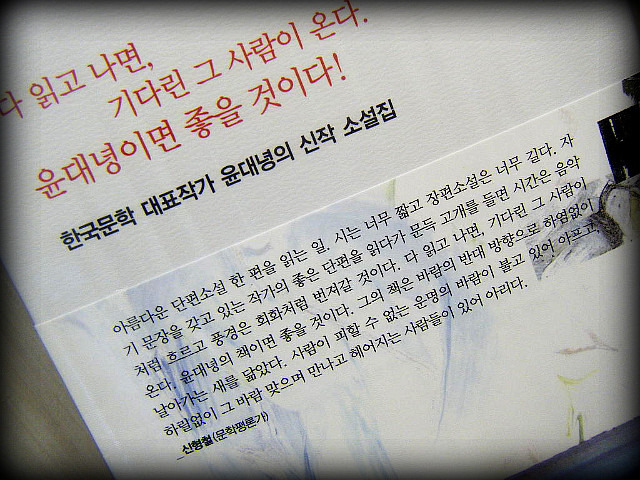 다 읽고 나면,
기다린 그 사람이 온다.
윤대녕이면 좋을 것이다!
한국문학 대표작가 윤대녕의 신작 소설집
아름다운 단편소설 한 편을 읽는 일. 시는 너무 짧고 장편소설은 너무 길다. 자
기 문장을 갖고 있는 작가의 좋은 단편을 읽다가 문득 고개를 들면 시간은 음악
처럼 흐르고 풍경은 회화처럼 번져갈 것이다. 다 읽고 나면, 기다린 그 사람이
온다. 윤대녕의 책이면 좋을 것이다. 그의 책은 바람의 반대 방향으로 하염없이
날아가는 새를 닮았다. 사람이 피할 수 없는 운명의 바람이 불고 있어 아프고,
하릴없이 그 바람 맞으며 만나고 헤어지는 사람들이 있어 아리다.
_신형철(문학평론가)